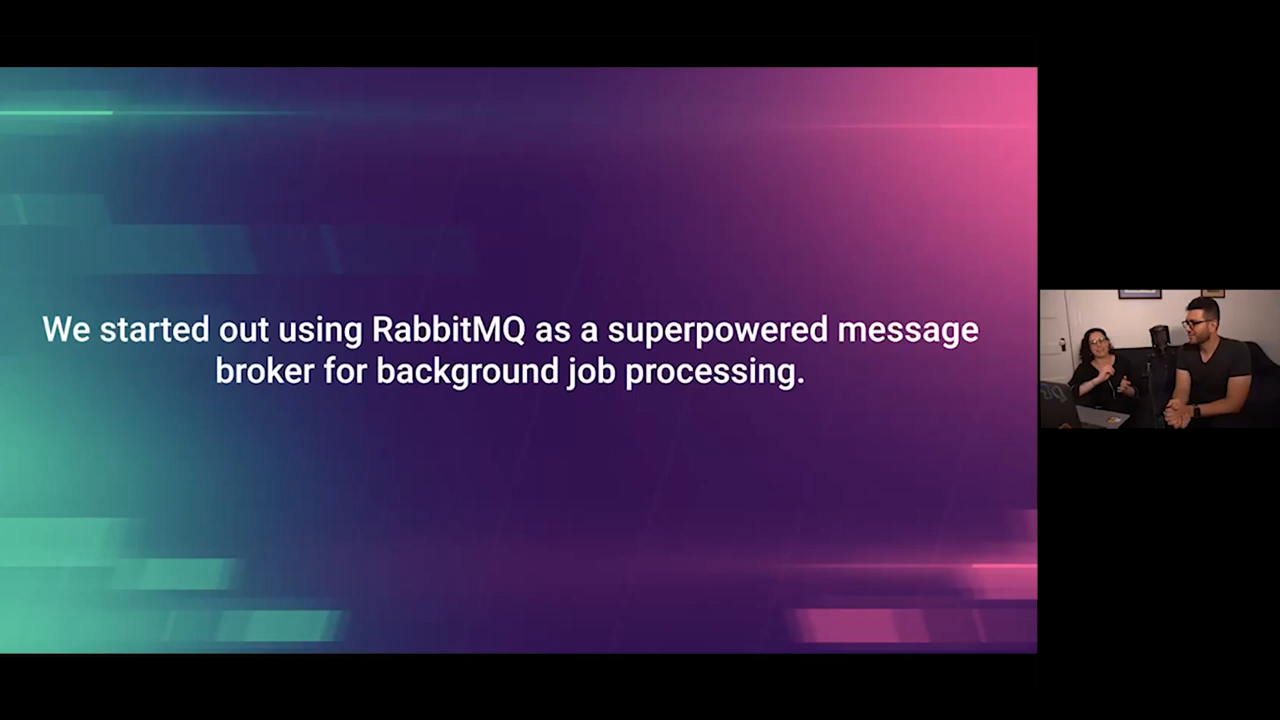 We started out using RabbitMQ as a superpowered message
broker for background job processing.